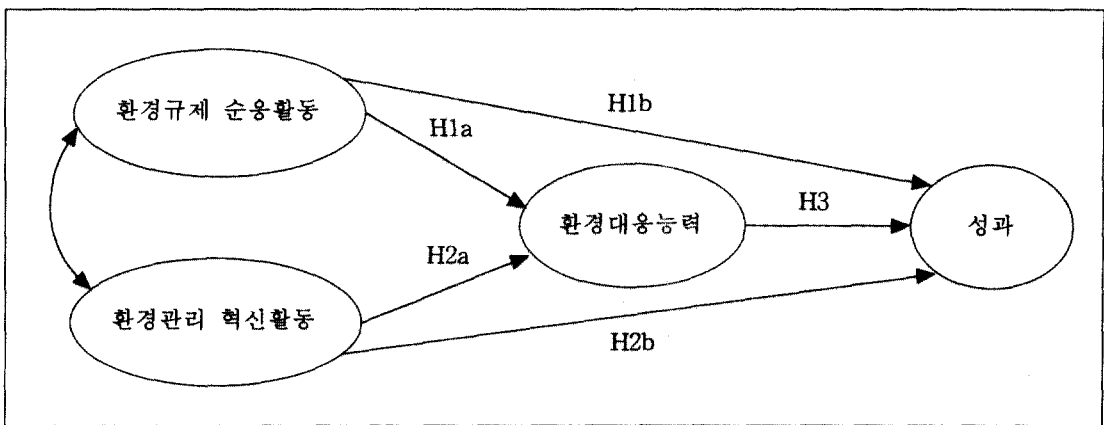 환경규제 순응활동
H1b
H1a
환경대응능력
H3
성과
H2a
환경관리 혁신활동
H2b